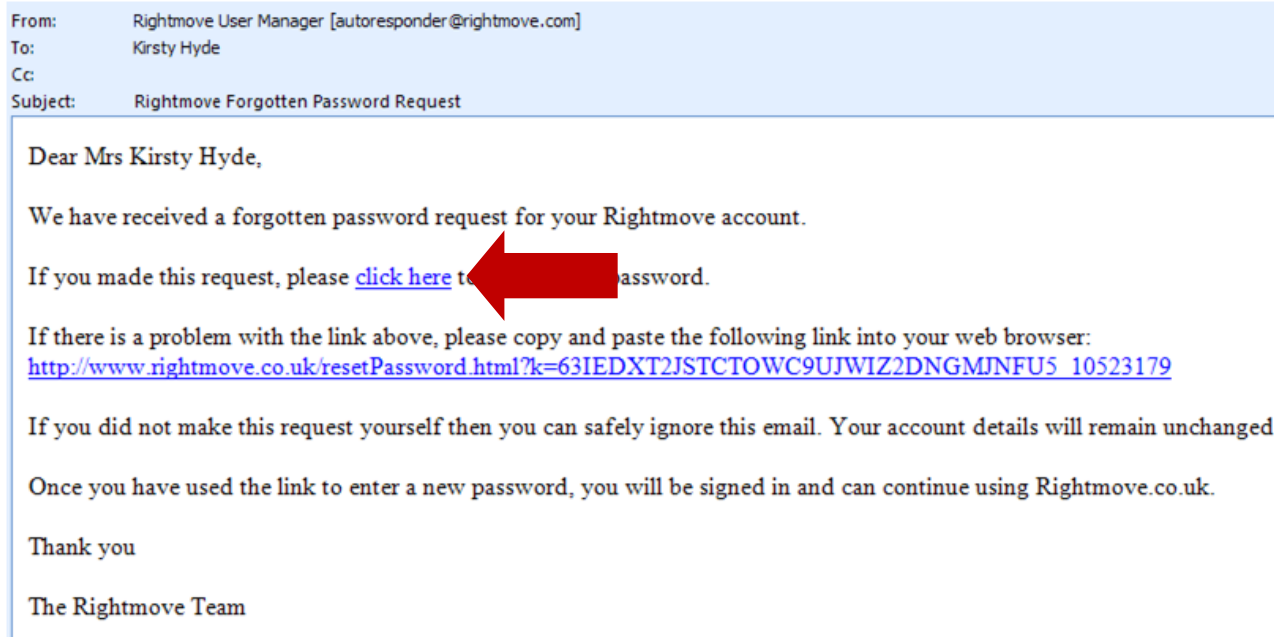 From: Rightmove User Manager [autoresponder@rightmove.com]
To: Kirsty Hyde
Cc:
Subject: Rightmove Forgotten Password Request
Dear Mrs Kirsty Hyde,
We have received a forgotten password request for your Rightmove account.
If you made this request, please click here password.
If there is a problem with the link above, please copy and paste the following link into your web browser:
http://www.rightmove.co.uk/resetPassword.html?k=63IEDXT2JSTCTOWC9UJWIZ2DNGMJNFU5_10523179
If you did not make this request yourself then you can safely ignore this email. Your account details will remain unchanged
Once you have used the link to enter a new password, you will be signed in and can continue using Rightmove.co.uk.
Thank you
The Rightmove Team